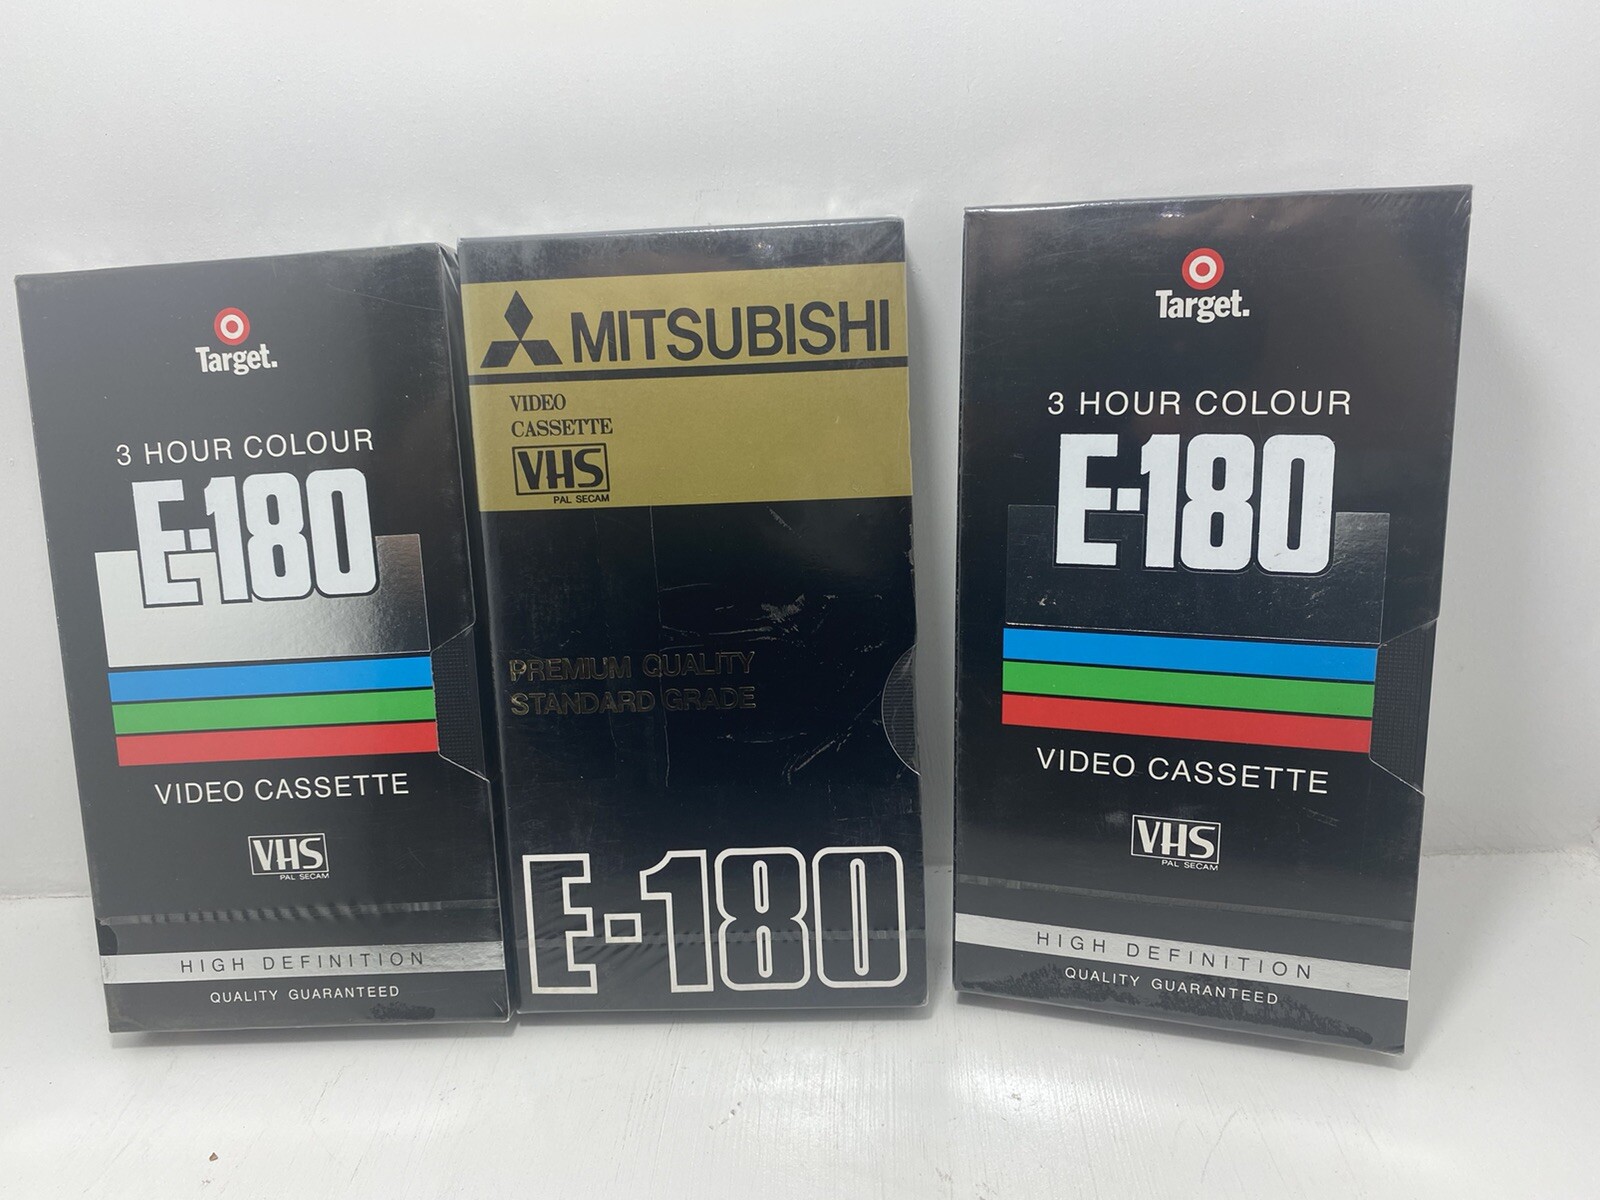 Target.
3 HOUR COLOUR
E-180
VIDEO CASSETTE
VHS
PAL SECAM
HIGH DEFINITION
QUALITY GUARANTEED
MITSUBISHI
VIDEO
CASSETTE
VHS
PAL SECAM
PREMIUM QUALITY
STANDARD GRADE
E-180
Target.
3 HOUR COLOUR
E-180
VIDEO CASSETTE
VHS
PAL SECAM
HIGH DEFINITION
QUALITY GUARANTEED